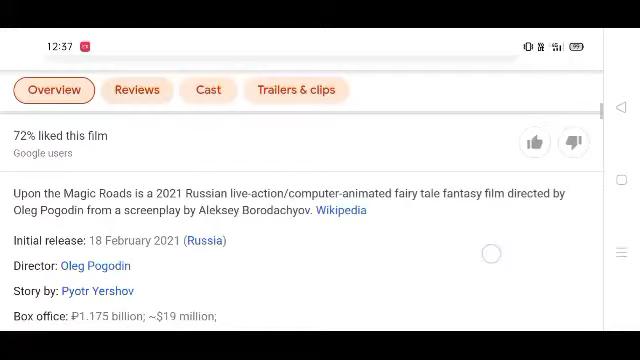 12:37
Overview Reviews Cast Trailers & clips
72% liked this film
Google users
Upon the Magic Roads is a 2021 Russian live-action/computer-animated fairy tale fantasy film directed by
Oleg Pogodin from a screenplay by Aleksey Borodachyov. Wikipedia
Initial release: 18 February 2021 (Russia)
Director: Oleg Pogodin
Story by: Pyotr Yershov
Box office: ₽1.175 billion; ~$19 million;